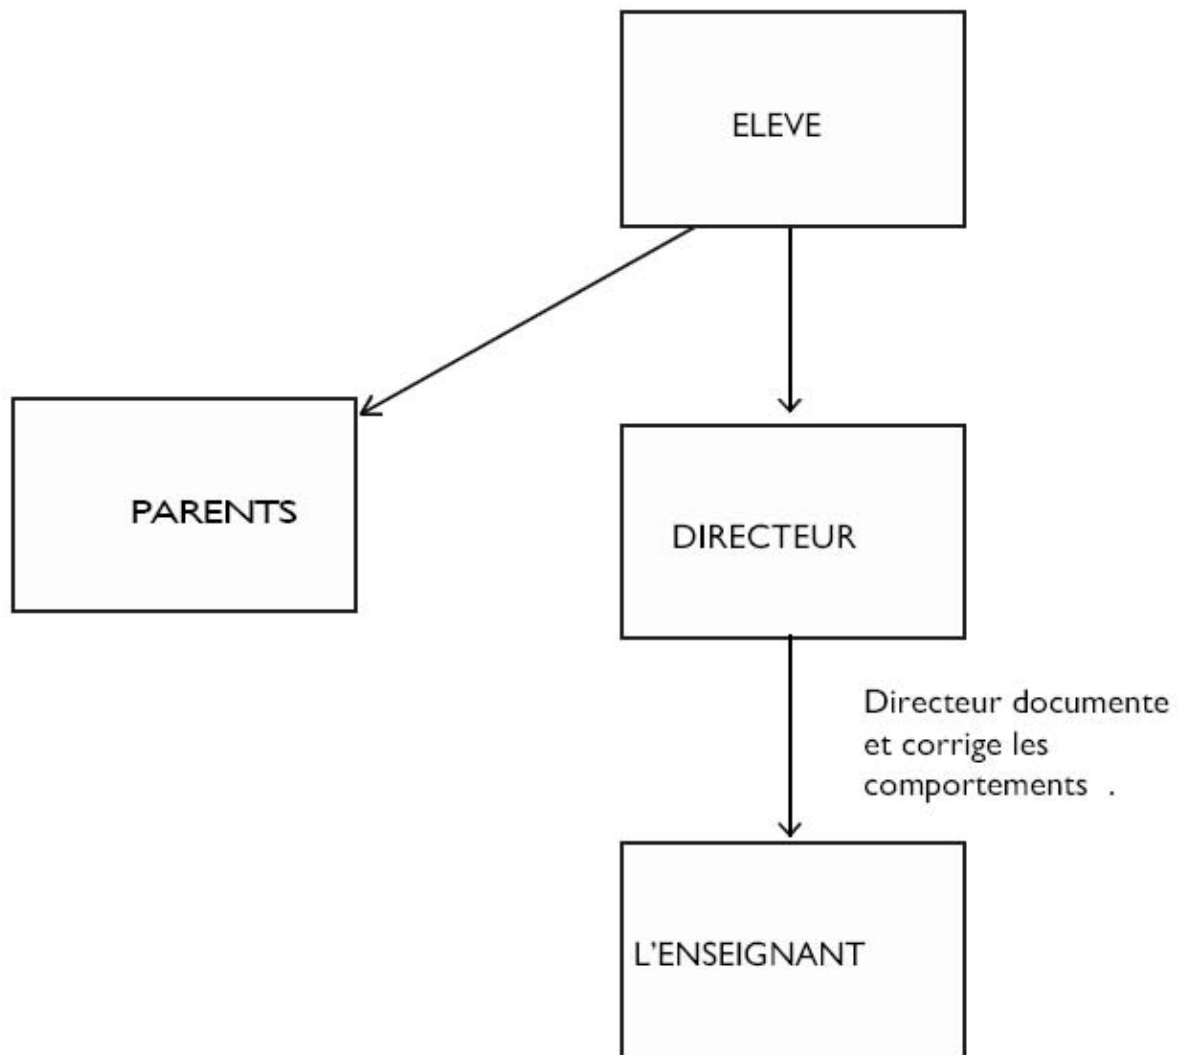 ELEVE
PARENTS
DIRECTEUR
Directeur documente
et corrige les
comportements .
L'ENSEIGNANT